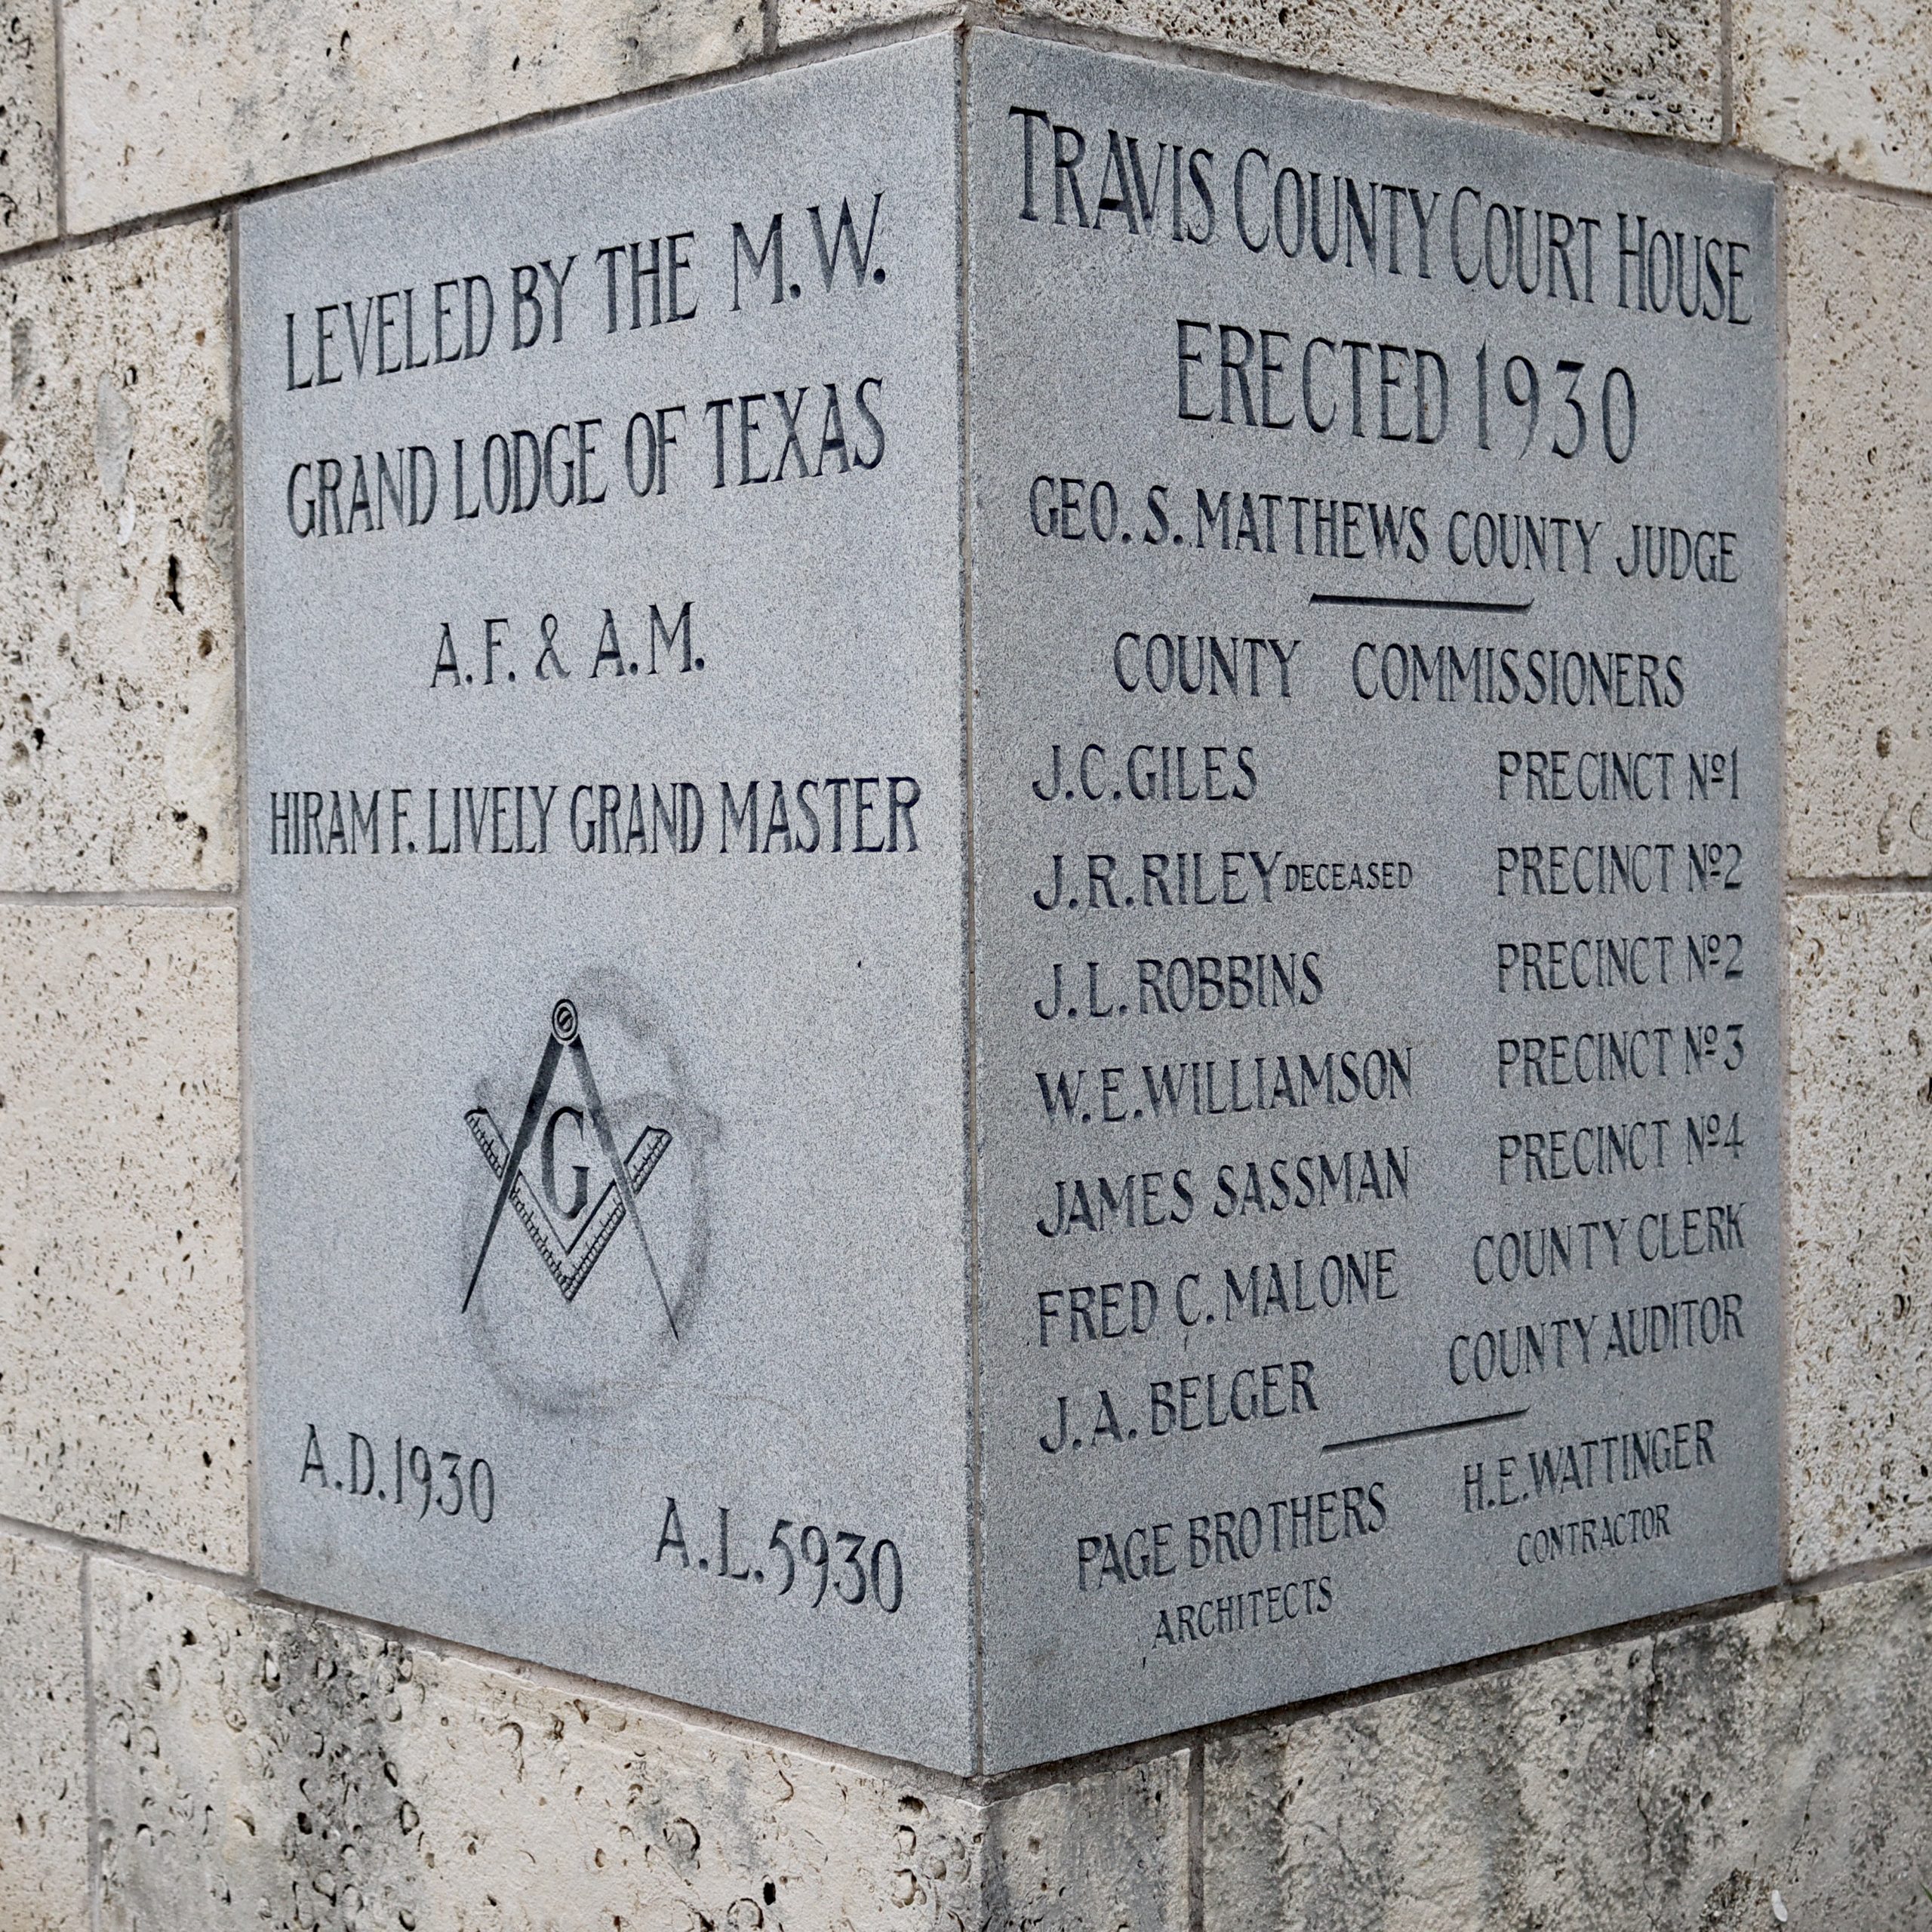 LEVELED BY THE M.W.
GRAND LODGE OF TEXAS
A.F. & A.M.
HIRAM F. LIVELY GRAND MASTER
G
A.D. 1930
A.L. 5930
TRAVIS COUNTY COURT HOUSE
ERECTED 1930
GEO. S. MATTHEWS COUNTY JUDGE
COUNTY COMMISSIONERS
J.C. GILES PRECINCT Nº1
J.R. RILEY DECEASED PRECINCT Nº2
J.L. ROBBINS PRECINCT Nº2
W.E. WILLIAMSON PRECINCT Nº3
JAMES SASSMAN PRECINCT Nº4
FRED C. MALONE COUNTY CLERK
J.A. BELGER COUNTY AUDITOR
PAGE BROTHERS H.E. WATTINGER
ARCHITECTS CONTRACTOR